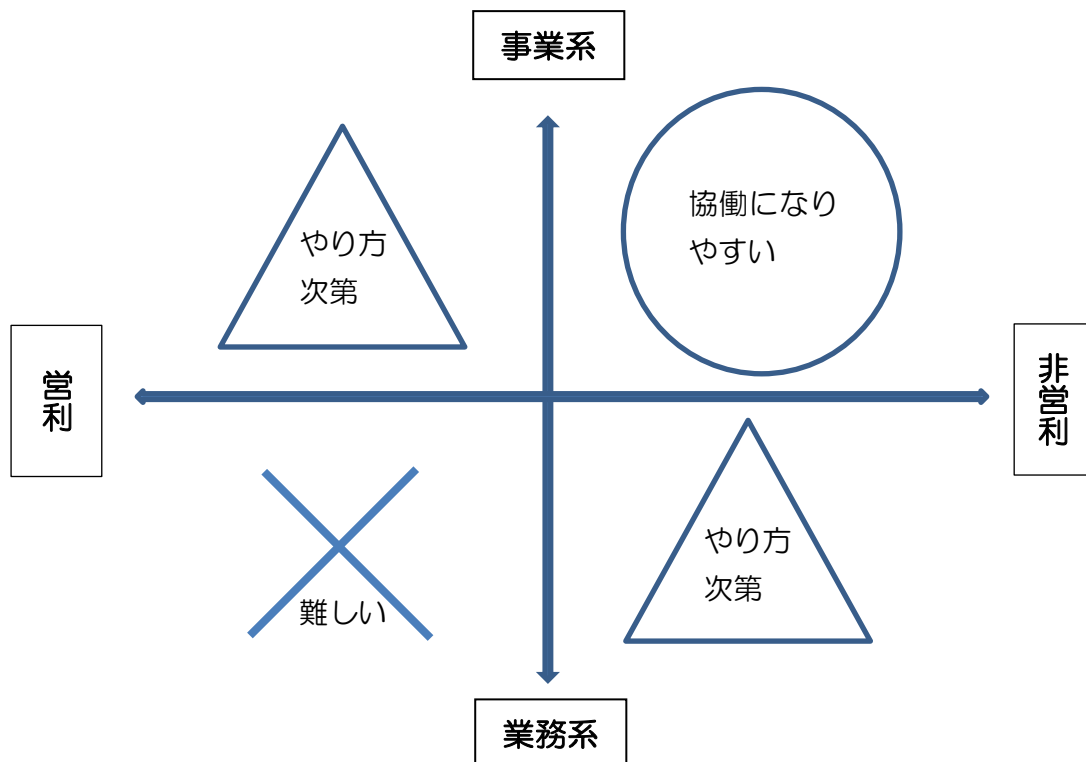 事業系
協働になり
やすい
やり方
次第
営利
非営利
やり方
次第
難しい
業務系